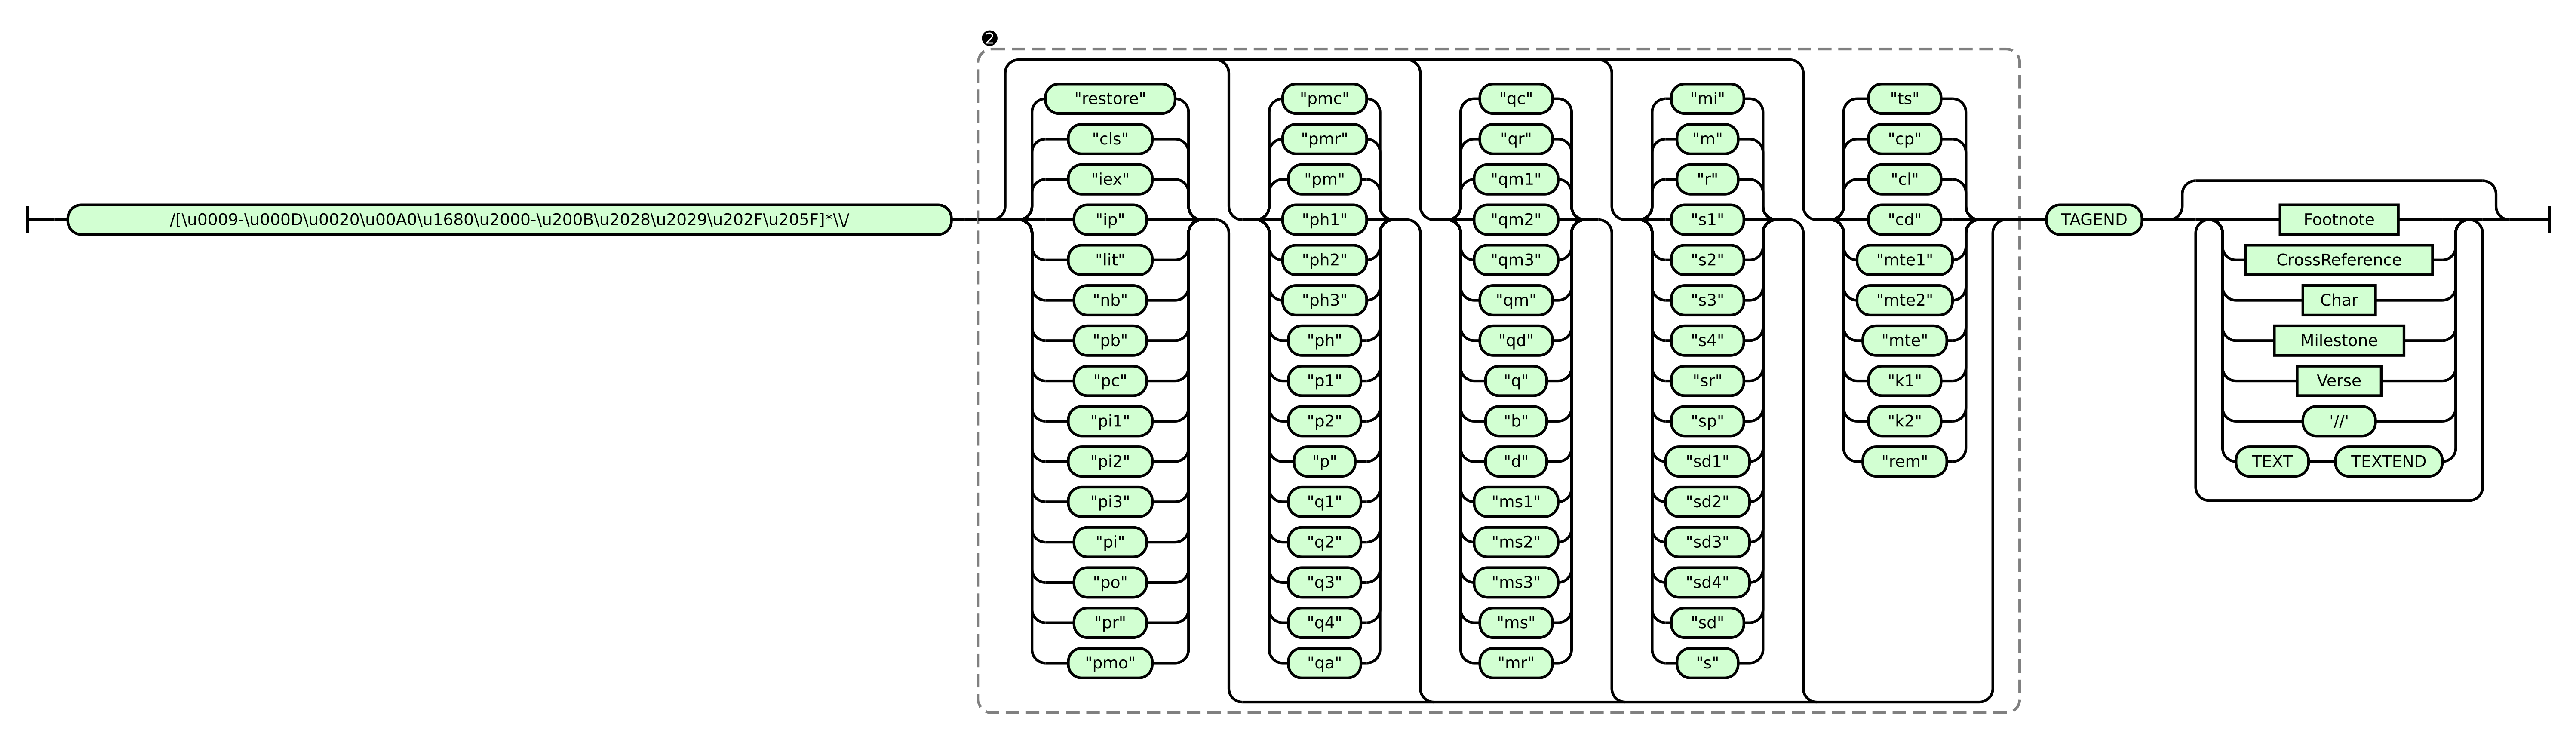 ❷
/[\u0009-\u000D\u0020\u00A0\u1680\u2000-\u200B\u2028\u2029\u202F\u205F]*\\/
"restore"
"cls"
"iex"
"ip"
"lit"
"nb"
"pb"
"pc"
"pi1"
"pi2"
"pi3"
"pi"
"po"
"pr"
"pmo"
"pmc"
"pmr"
"pm"
"ph1"
"ph2"
"ph3"
"ph"
"p1"
"p2"
"p"
"q1"
"q2"
"q3"
"q4"
"qa"
"qc"
"qr"
"qm1"
"qm2"
"qm3"
"qm"
"qd"
"q"
"b"
"d"
"ms1"
"ms2"
"ms3"
"ms"
"mr"
"mi"
"m"
"r"
"s1"
"s2"
"s3"
"s4"
"sr"
"sp"
"sd1"
"sd2"
"sd3"
"sd4"
"sd"
"s"
"ts"
"cp"
"cl"
"cd"
"mte1"
"mte2"
"mte"
"k1"
"k2"
"rem"
TAGEND
Footnote
CrossReference
Char
Milestone
Verse
'//'
TEXT TEXTEND